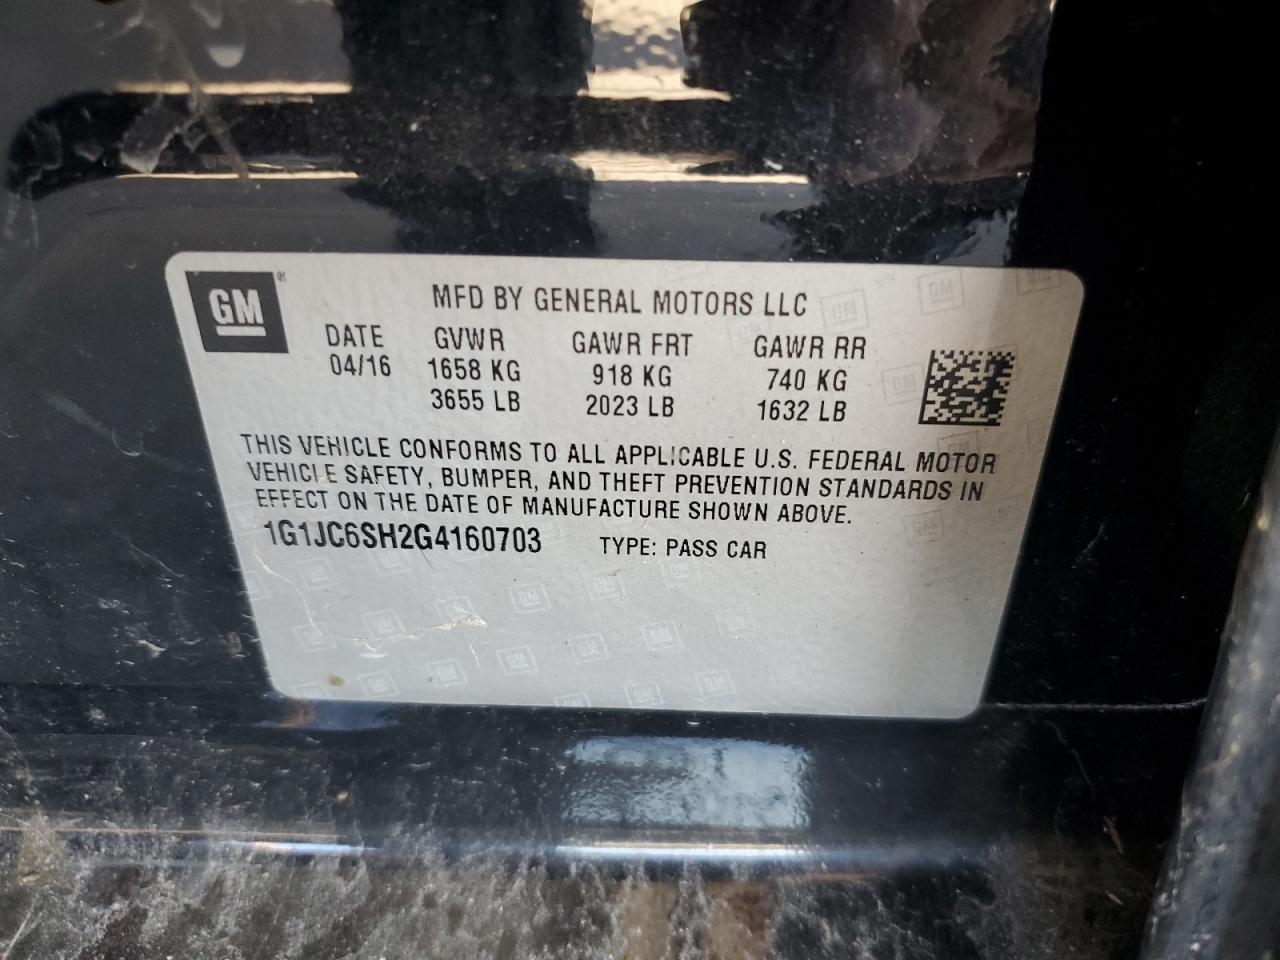 GM ®
MFD BY GENERAL MOTORS LLC
DATE GVWR GAWR FRT GAWR RR
04/16 1658 KG 918 KG 740 KG
3655 LB 2023 LB 1632 LB
THIS VEHICLE CONFORMS TO ALL APPLICABLE U.S. FEDERAL MOTOR
VEHICLE SAFETY, BUMPER, AND THEFT PREVENTION STANDARDS IN
EFFECT ON THE DATE OF MANUFACTURE SHOWN ABOVE.
1G1JC6SH2G4160703 TYPE: PASS CAR